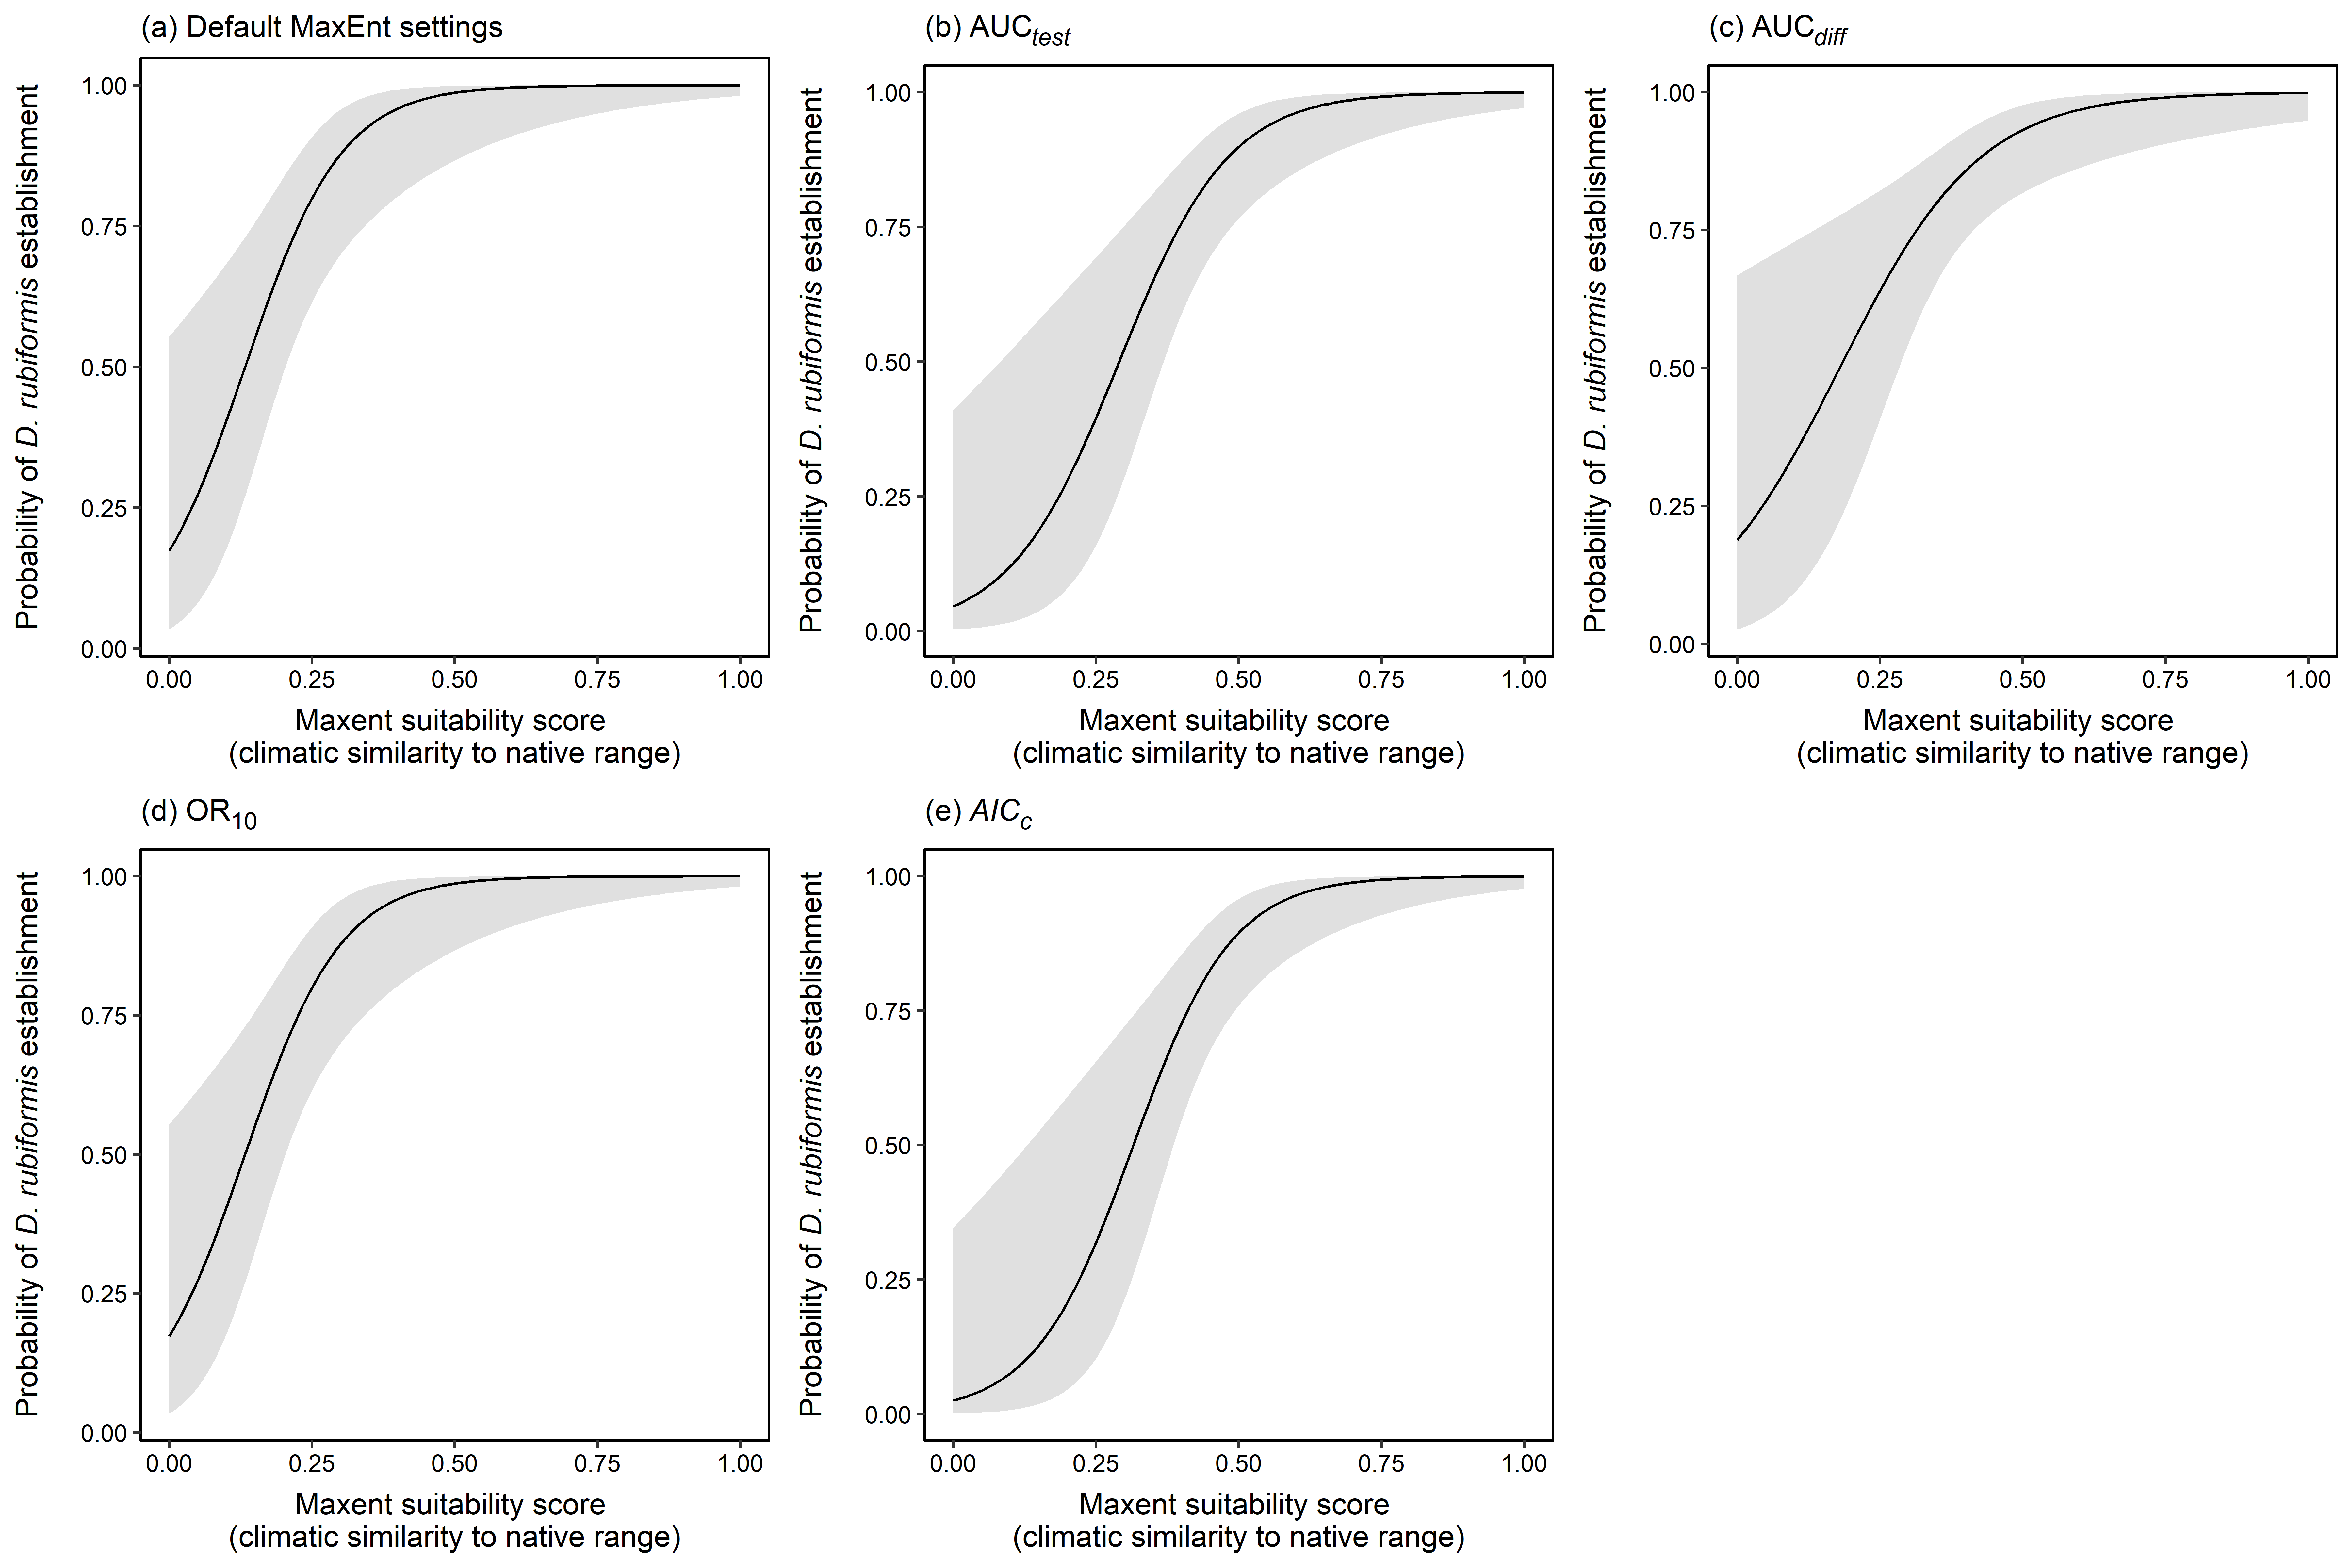 (a) Default MaxEnt settings
Probability of D. rubiformis establishment
1.00
0.75
0.50
0.25
0.00
0.00 0.25 0.50 0.75 1.00
Maxent suitability score
(climatic similarity to native range)
(b) AUCtest
Probability of D. rubiformis establishment
1.00
0.75
0.50
0.25
0.00
0.00 0.25 0.50 0.75 1.00
Maxent suitability score
(climatic similarity to native range)
(c) AUCdiff
Probability of D. rubiformis establishment
1.00
0.75
0.50
0.25
0.00
0.00 0.25 0.50 0.75 1.00
Maxent suitability score
(climatic similarity to native range)
(d) OR10
Probability of D. rubiformis establishment
1.00
0.75
0.50
0.25
0.00
0.00 0.25 0.50 0.75 1.00
Maxent suitability score
(climatic similarity to native range)
(e) AICc
Probability of D. rubiformis establishment
1.00
0.75
0.50
0.25
0.00
0.00 0.25 0.50 0.75 1.00
Maxent suitability score
(climatic similarity to native range)